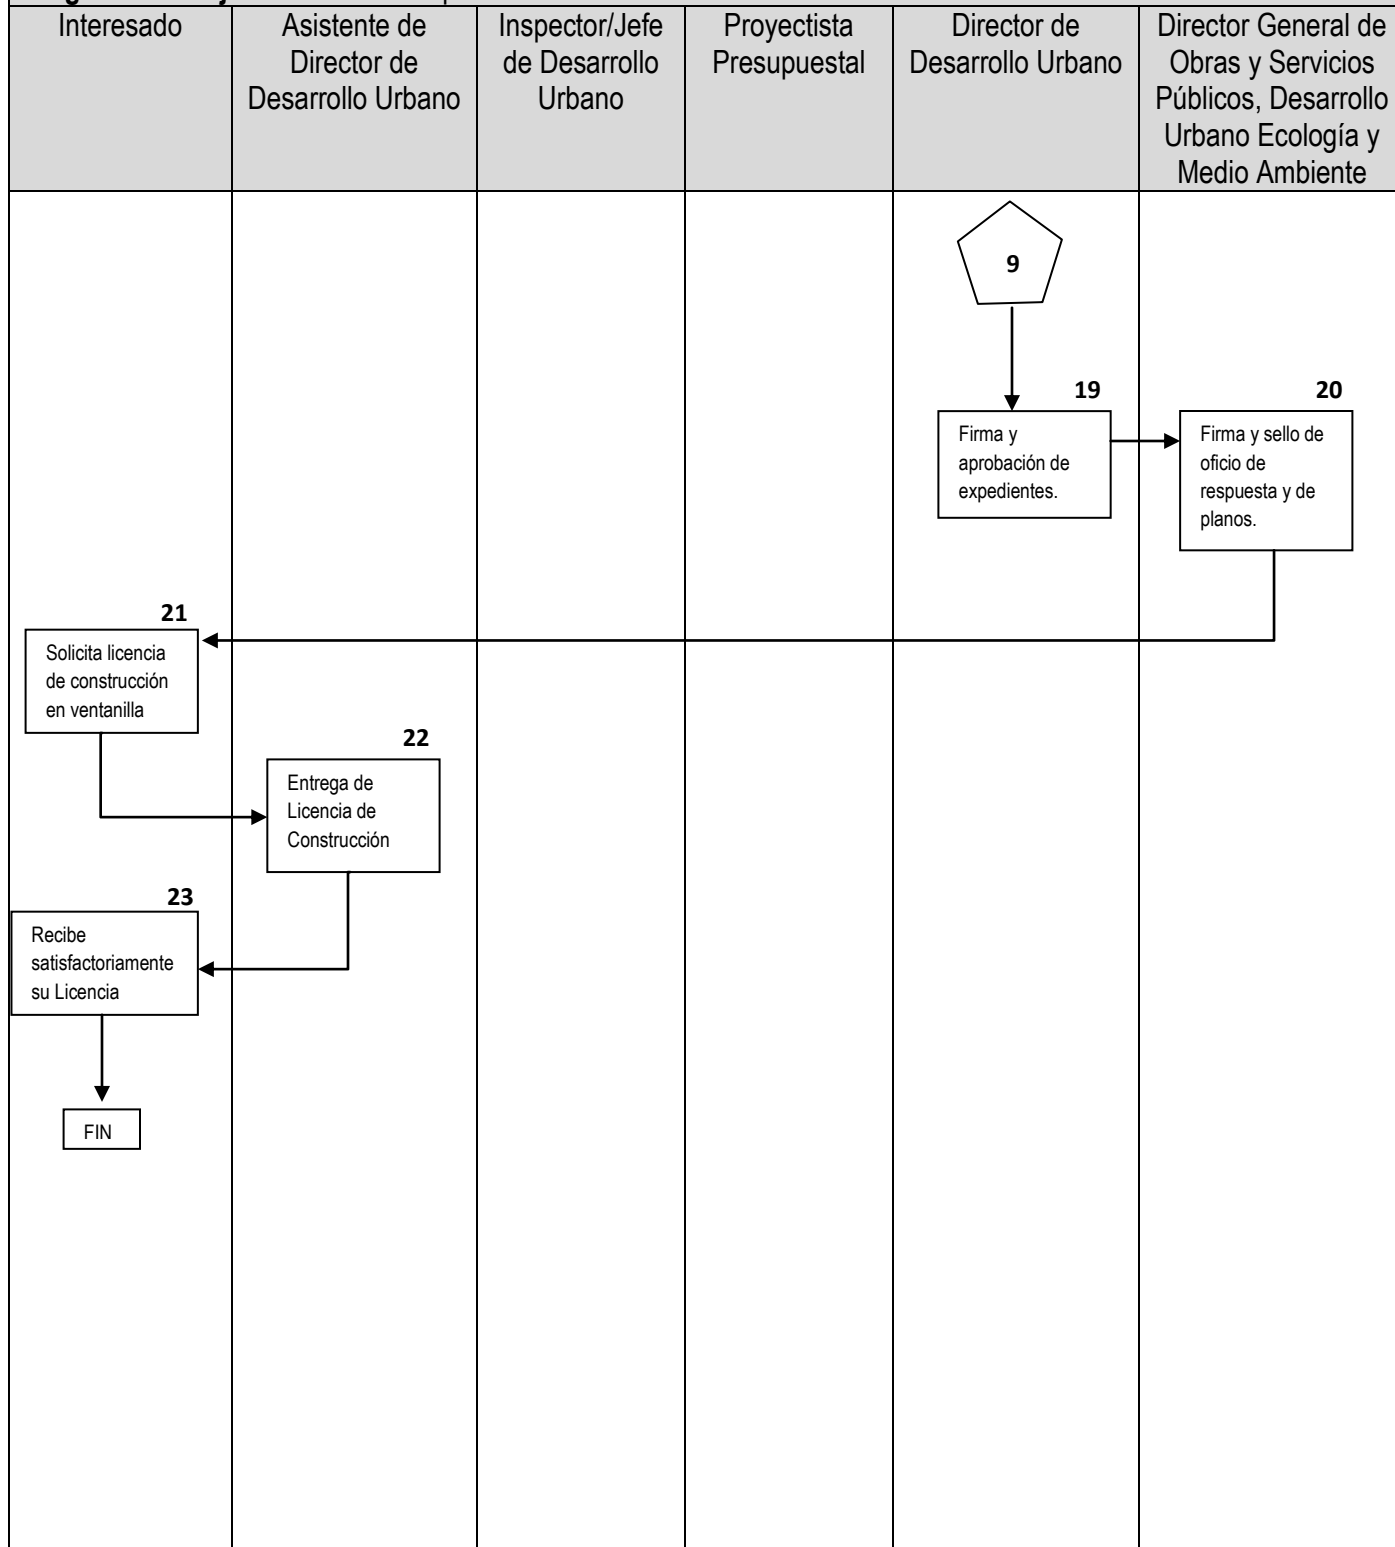 Interesado
Asistente de
Director de
Desarrollo Urbano
Inspector/Jefe
de Desarrollo
Urbano
Proyectista
Presupuestal
Director de
Desarrollo Urbano
Director General de
Obras y Servicios
Públicos, Desarrollo
Urbano Ecología y
Medio Ambiente
9
19
Firma y
aprobación de
expedientes.
20
Firma y sello de
oficio de
respuesta y de
planos.
21
Solicita licencia
de construcción
en ventanilla
22
Entrega de
Licencia de
Construcción
23
Recibe
satisfactoriamente
su Licencia
FIN